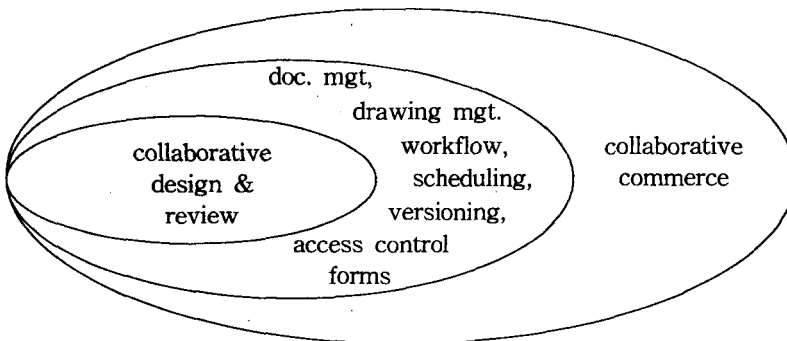 doc. mgt,
drawing mgt.
collaborative
design &
review
workflow,
scheduling,
versioning,
access control
forms
collaborative
commerce